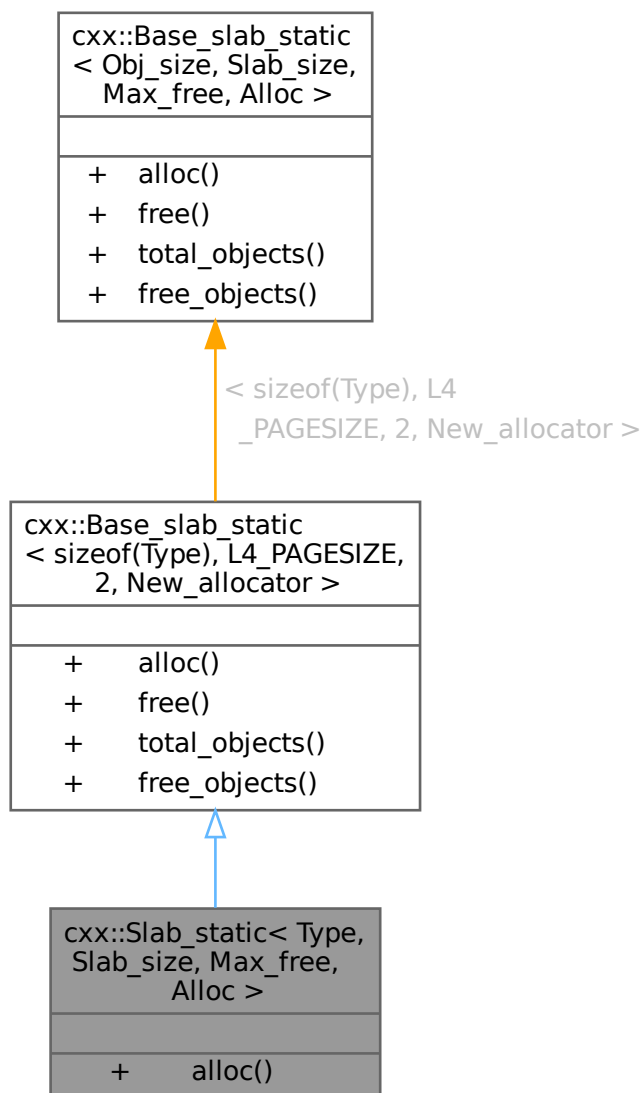 cxx::Base_slab_static
< Obj_size, Slab_size,
Max_free, Alloc >
+ alloc()
+ free()
+ total_objects()
+ free_objects()
< sizeof(Type), L4
_PAGESIZE, 2, New_allocator >
cxx::Base_slab_static
< sizeof(Type), L4_PAGESIZE,
2, New_allocator >
+ alloc()
+ free()
+ total_objects()
+ free_objects()
cxx::Slab_static< Type,
Slab_size, Max_free,
Alloc >
+ alloc()